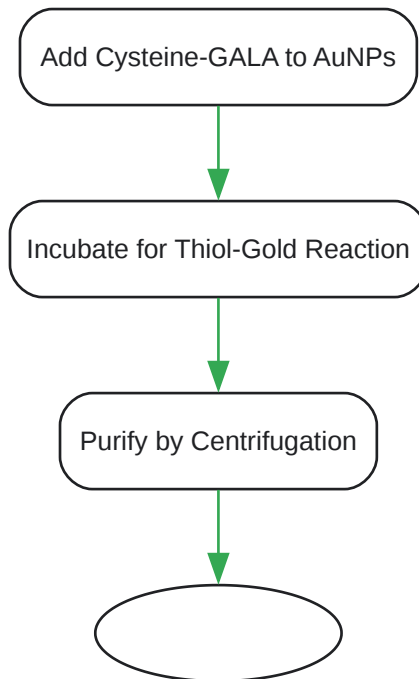 Add Cysteine-GALA to AuNPs
Incubate for Thiol-Gold Reaction
Purify by Centrifugation